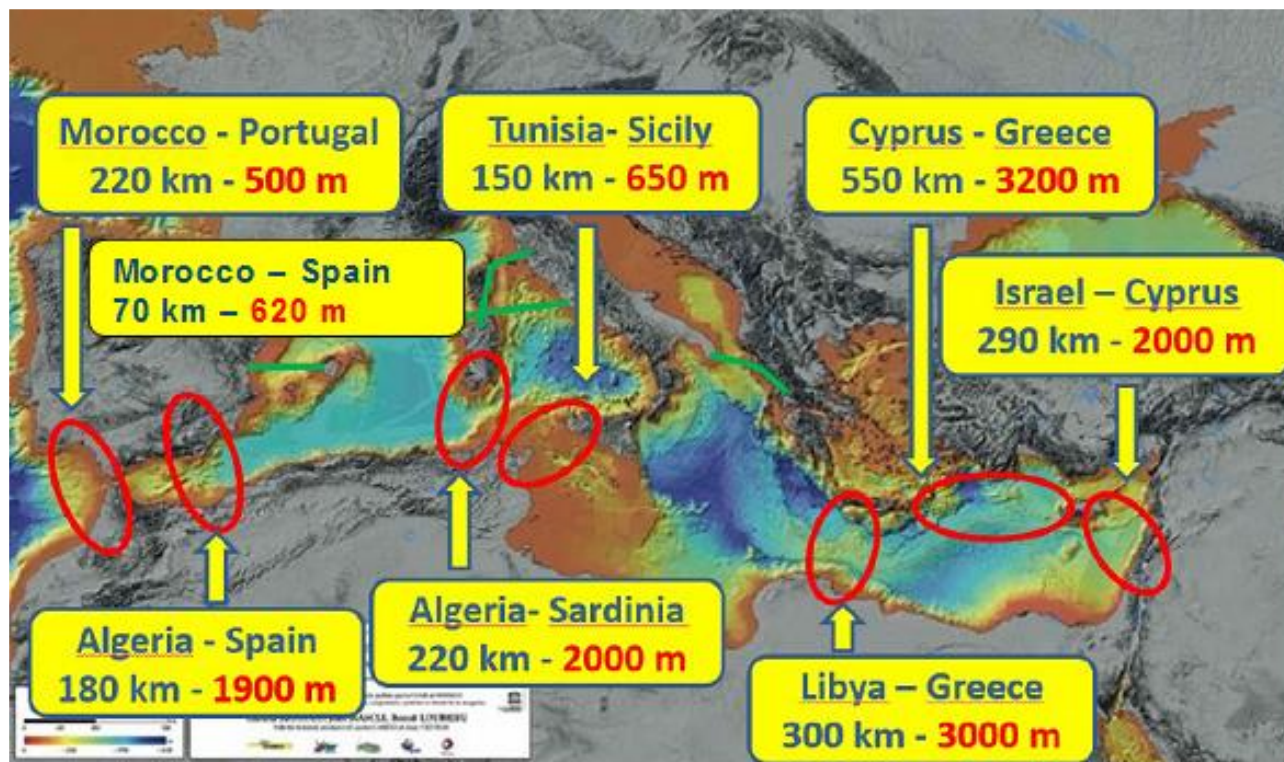 Morocco - Portugal
220 km - 500 m
Tunisia- Sicily
150 km - 650 m
Cyprus - Greece
550 km - 3200 m
Morocco – Spain
70 km – 620 m
Israel – Cyprus
290 km - 2000 m
Algeria - Spain
180 km - 1900 m
Algeria- Sardinia
220 km - 2000 m
Libya – Greece
300 km - 3000 m